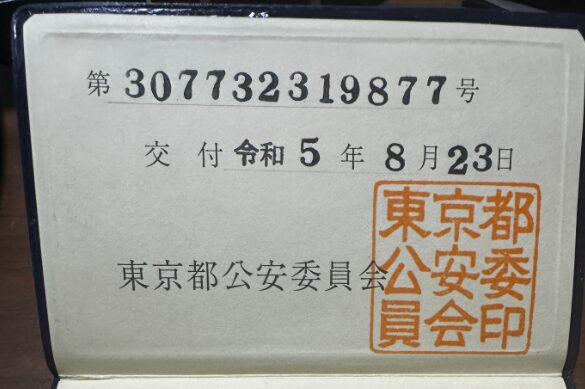 第307732319877号
交付 令和5年8月23日
東京都公安委員会
東京都
公安委
員会印